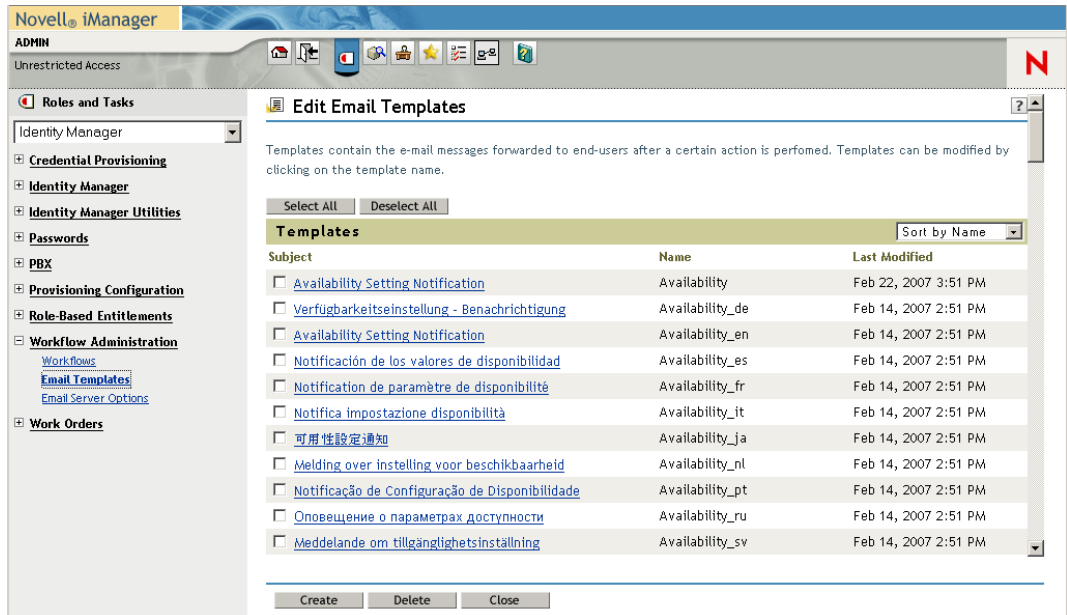 Novell® iManager
ADMIN
Unrestricted Access
N
Roles and Tasks
Identity Manager
Credential Provisioning
Identity Manager
Identity Manager Utilities
Passwords
PBX
Provisioning Configuration
Role-Based Entitlements
Workflow Administration
Workflows
Email Templates
Email Server Options
Work Orders
Edit Email Templates
?
Templates contain the e-mail messages forwarded to end-users after a certain action is perfomed. Templates can be modified by
clicking on the template name.
Select All Deselect All
Templates Sort by Name
Subject Name Last Modified
Availability Setting Notification Availability Feb 22, 2007 3:51 PM
Verfügbarkeitseinstellung - Benachrichtigung Availability_de Feb 14, 2007 2:51 PM
Availability Setting Notification Availability_en Feb 14, 2007 2:51 PM
Notificación de los valores de disponibilidad Availability_es Feb 14, 2007 2:51 PM
Notification de paramètre de disponibilité Availability_fr Feb 14, 2007 2:51 PM
Notifica impostazione disponibilità Availability_it Feb 14, 2007 2:51 PM
可用性設定通知 Availability_ja Feb 14, 2007 2:51 PM
Melding over instelling voor beschikbaarheid Availability_nl Feb 14, 2007 2:51 PM
Notificação de Configuração de Disponibilidade Availability_pt Feb 14, 2007 2:51 PM
Оповещение о параметрах доступности Availability_ru Feb 14, 2007 2:51 PM
Meddelande om tillgänglighetsinställning Availability_sv Feb 14, 2007 2:51 PM
Create Delete Close